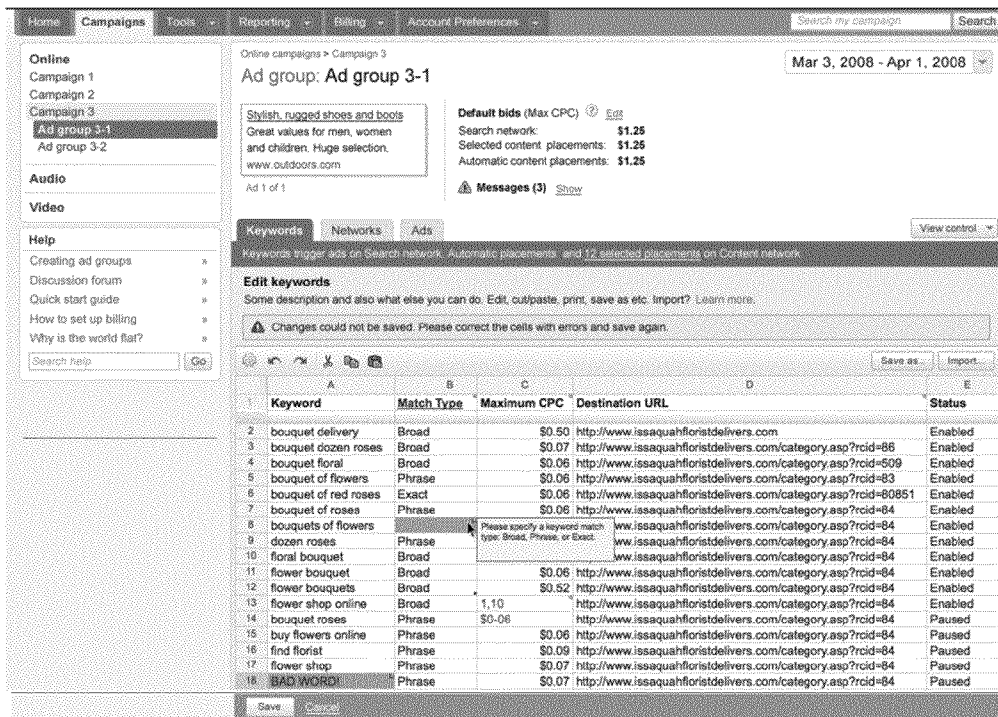 Home Campaigns Tools Reporting Billing Account Preferences Search my campaign Search
Online
Campaign 1
Campaign 2
Campaign 3
Ad group 3-1
Ad group 3-2
Audio
Video
Help
Creating ad groups »
Discussion forum »
Quick start guide »
How to set up billing »
Why is the world flat? »
Search help Go
Online campaigns > Campaign 3
Ad group: Ad group 3-1
Mar 3, 2008 - Apr 1, 2008
Stylish, rugged shoes and boots
Great values for men, women
and children. Huge selection.
www.outdoors.com
Ad 1 of 1
Default bids (Max CPC) ? Edit
Search network: $1.25
Selected content placements: $1.25
Automatic content placements: $1.25
Messages (3) Show
Keywords Networks Ads View control
Keywords trigger ads on Search network, Automatic placements and 12 selected placements on Content network
Edit keywords
Some description and also what else you can do. Edit, cut/paste, print, save as etc. Import? Learn more.
Changes could not be saved. Please correct the cells with errors and save again.
Save as... Import...
A B C D E
1 Keyword Match Type Maximum CPC Destination URL Status
2 bouquet delivery Broad $0.50 http://www.issaquahfloristdelivers.com Enabled
3 bouquet dozen roses Broad $0.07 http://www.issaquahfloristdelivers.com/category.asp?rcid=86 Enabled
4 bouquet floral Broad $0.06 http://www.issaquahfloristdelivers.com/category.asp?rcid=509 Enabled
5 bouquet of flowers Phrase $0.06 http://www.issaquahfloristdelivers.com/category.asp?rcid=83 Enabled
6 bouquet of red roses Exact $0.06 http://www.issaquahfloristdelivers.com/category.asp?rcid=80851 Enabled
7 bouquet of roses Phrase $0.06 http://www.issaquahfloristdelivers.com/category.asp?rcid=84 Enabled
8 bouquets of flowers www.issaquahfloristdelivers.com/category.asp?rcid=84 Enabled
Please specify a keyword match
type: Broad, Phrase, or Exact.
9 dozen roses Phrase www.issaquahfloristdelivers.com/category.asp?rcid=84 Enabled
10 floral bouquet Broad www.issaquahfloristdelivers.com/category.asp?rcid=84 Enabled
11 flower bouquet Broad $0.06 http://www.issaquahfloristdelivers.com/category.asp?rcid=84 Enabled
12 flower bouquets Broad $0.52 http://www.issaquahfloristdelivers.com/category.asp?rcid=84 Enabled
13 flower shop online Broad 1,10 http://www.issaquahfloristdelivers.com/category.asp?rcid=84 Enabled
14 bouquet roses Phrase $0-06 http://www.issaquahfloristdelivers.com/category.asp?rcid=84 Paused
15 buy flowers online Phrase $0.06 http://www.issaquahfloristdelivers.com/category.asp?rcid=84 Paused
16 find florist Phrase $0.09 http://www.issaquahfloristdelivers.com/category.asp?rcid=84 Paused
17 flower shop Phrase $0.07 http://www.issaquahfloristdelivers.com/category.asp?rcid=84 Paused
18 BAD WORD! Phrase $0.07 http://www.issaquahfloristdelivers.com/category.asp?rcid=84 Paused
Save Cancel